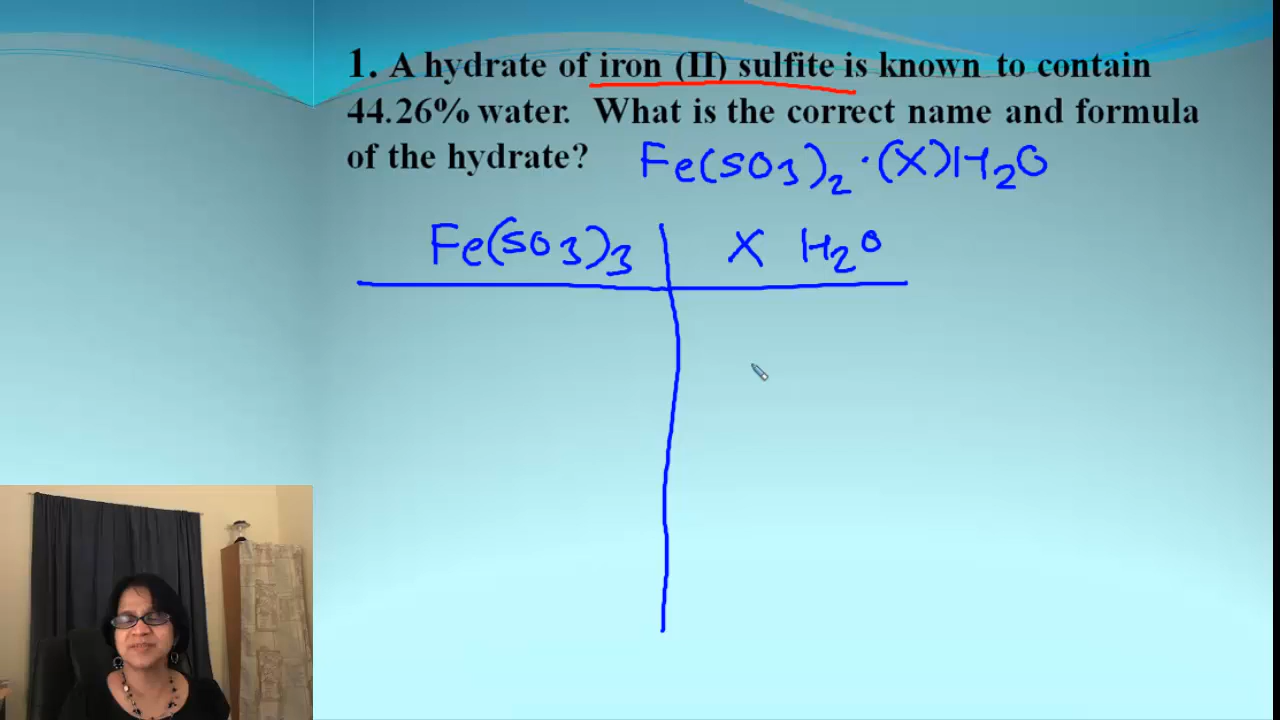 1. A hydrate of iron (II) sulfite is known to contain
44.26% water. What is the correct name and formula
of the hydrate? Fe(SO3)2 · (X)H2O
Fe(SO3)3 X H2O